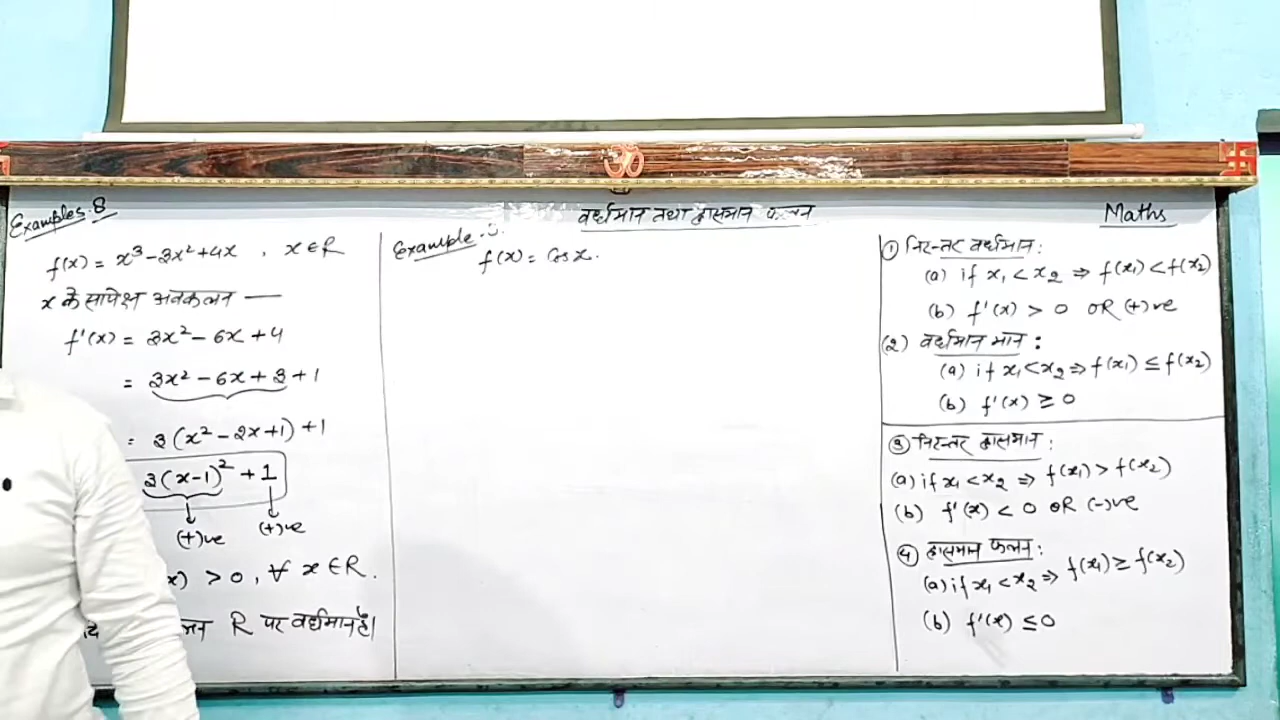 वर्धमान तथा ह्रासमान फलन
Maths
Examples.8
f(x) = x³-3x²+4x , x∈R
x के सापेक्ष अवकलन —
f'(x) = 3x² - 6x + 4
= 3x² - 6x + 3 + 1
= 3(x² - 2x+1) +1
3(x-1)² + 1
(+)ve (+)ve
x) >0, ∀ x∈R.
R पर वर्धमान है।
Example.
f(x) = Cos x.
① निरन्तर वर्धमान :
(a) if x₁ < x₂ ⇒ f(x₁) < f(x₂)
(b) f'(x) > 0 OR (+)ve
(2) वर्धमान मान :
(a) if x₁<x₂ ⇒ f(x₁) ≤ f(x₂)
(b) f'(x) ≥ 0
③ निरन्तर ह्रासमान :
(a) if x₁ < x₂ ⇒ f(x₁) > f(x₂)
(b) f'(x) < 0 OR (-)ve
④ ह्रासमान फलन :
(a) if x₁ < x₂ ⇒ f(x₁) ≥ f(x₂)
(b) f'(x) ≤ 0